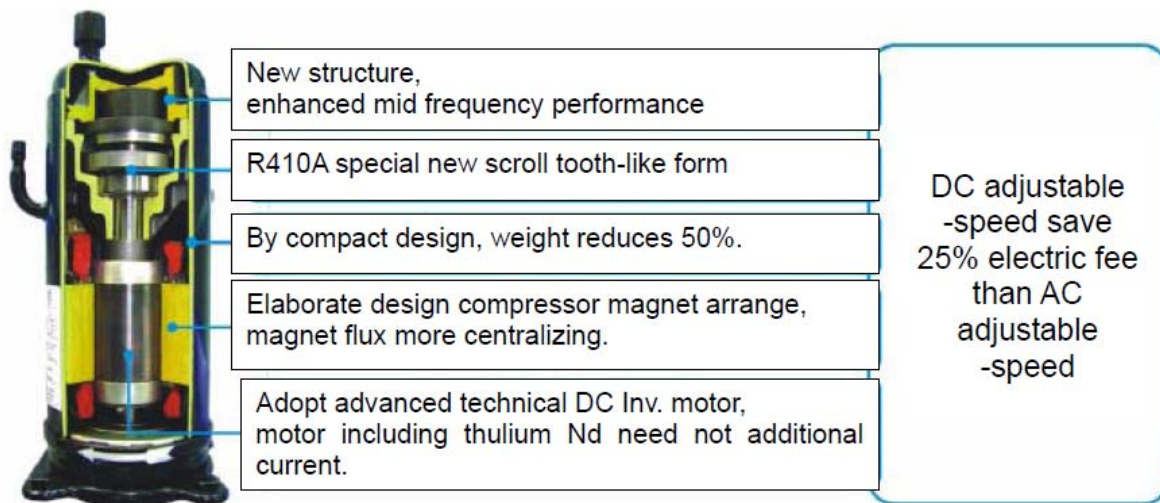 New structure,
enhanced mid frequency performance
R410A special new scroll tooth-like form
By compact design, weight reduces 50%.
Elaborate design compressor magnet arrange,
magnet flux more centralizing.
Adopt advanced technical DC Inv. motor,
motor including thulium Nd need not additional
current.
DC adjustable
-speed save
25% electric fee
than AC
adjustable
-speed